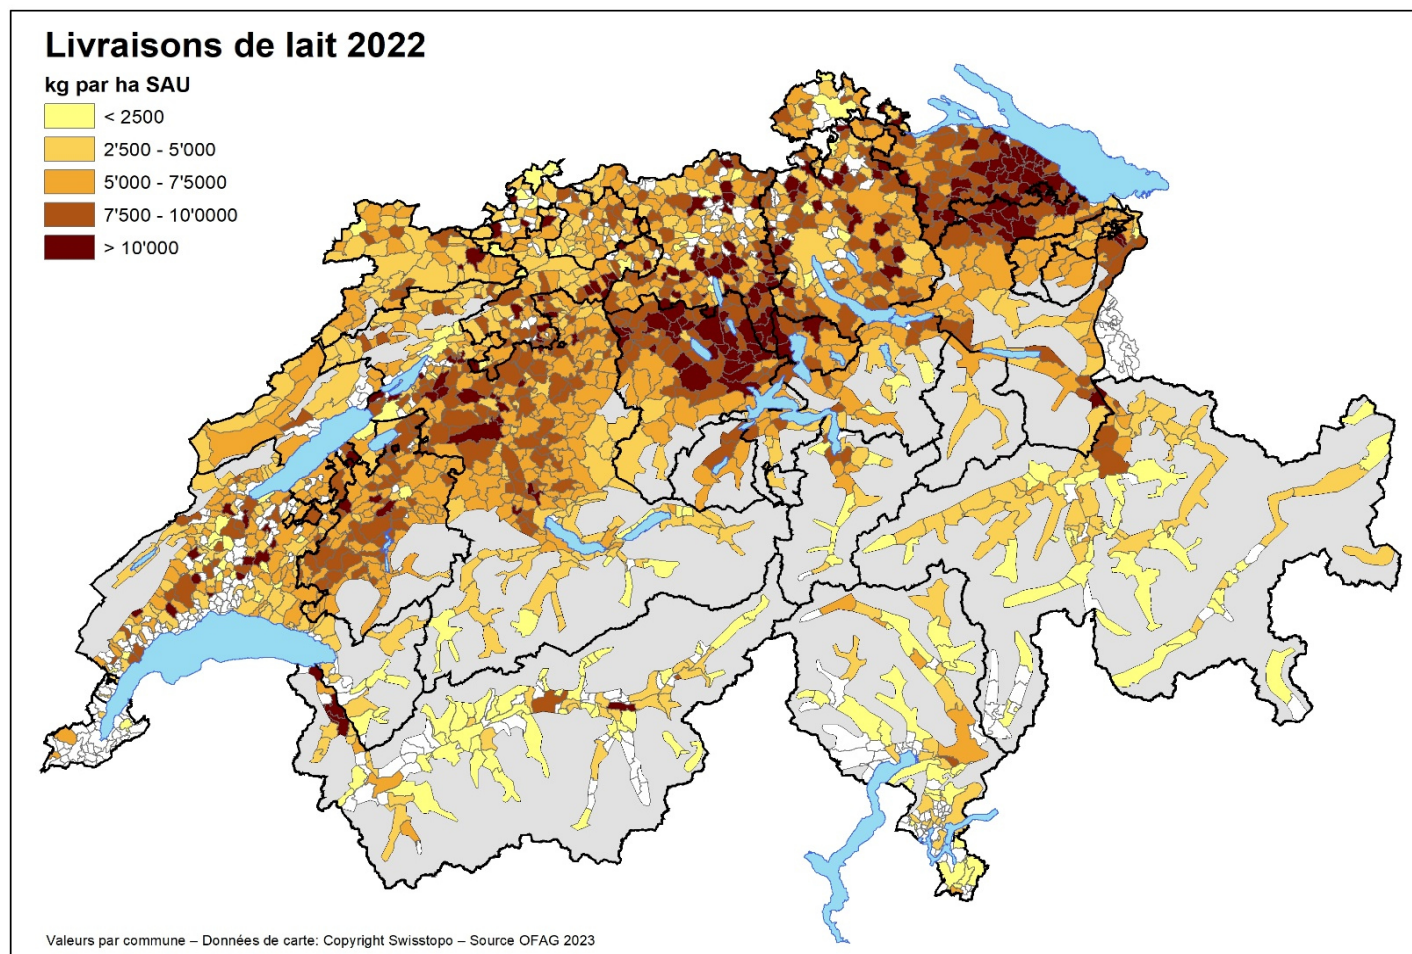 Livraisons de lait 2022
kg par ha SAU
< 2500
2'500 - 5'000
5'000 - 7'5000
7'500 - 10'0000
> 10'000
Valeurs par commune – Données de carte: Copyright Swisstopo – Source OFAG 2023